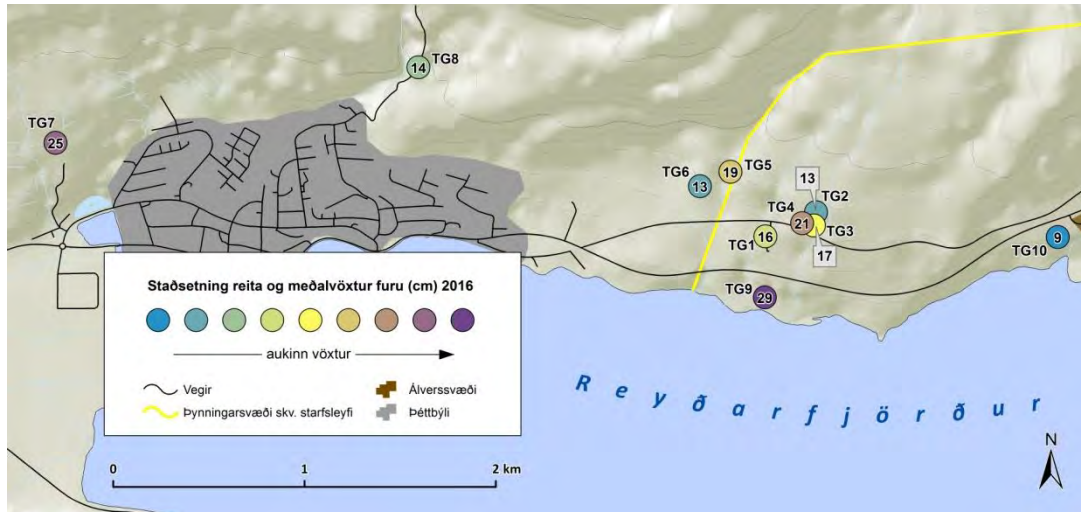 14
TG8
TG7
25
19
TG5
TG6
13
13
TG2
TG4
21
TG3
16
TG1
17
9
TG10
TG9
29
Staðsetning reita og meðalvöxtur furu (cm) 2016
aukinn vöxtur
Vegir
Álverssvæði
Þynningarsvæði skv. starfsleyfi
Þéttbýli
Reyðarfjörður
N
0
1
2 km